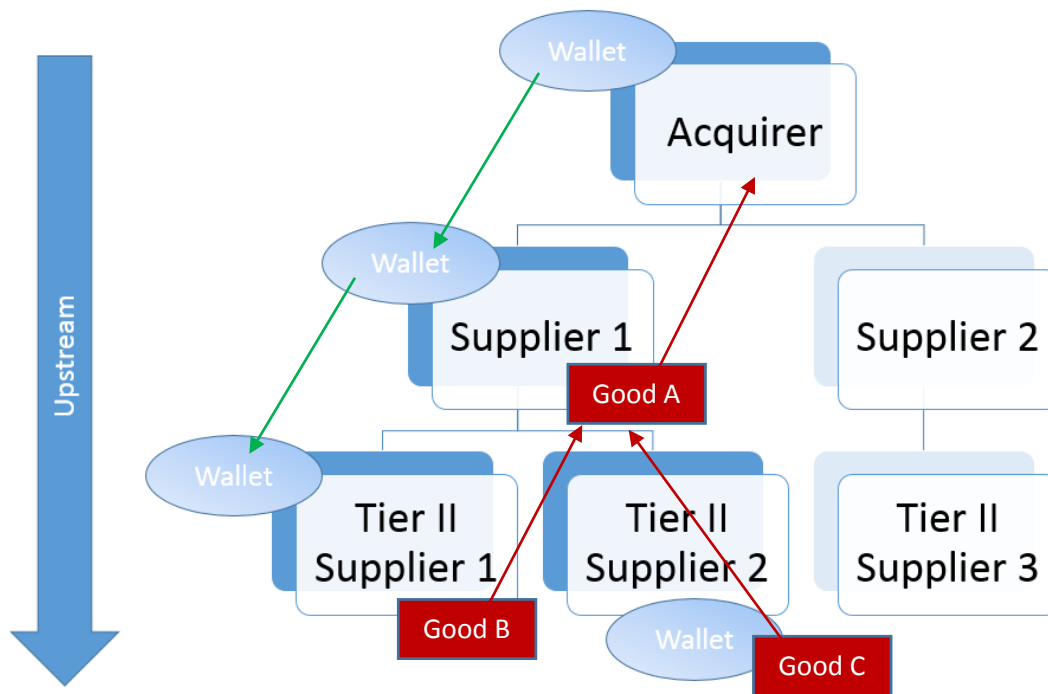 Wallet
Acquirer
Wallet
Supplier 1
Supplier 2
Good A
Upstream
Wallet
Tier II
Supplier 1
Tier II
Supplier 2
Tier II
Supplier 3
Good B
Wallet
Good C